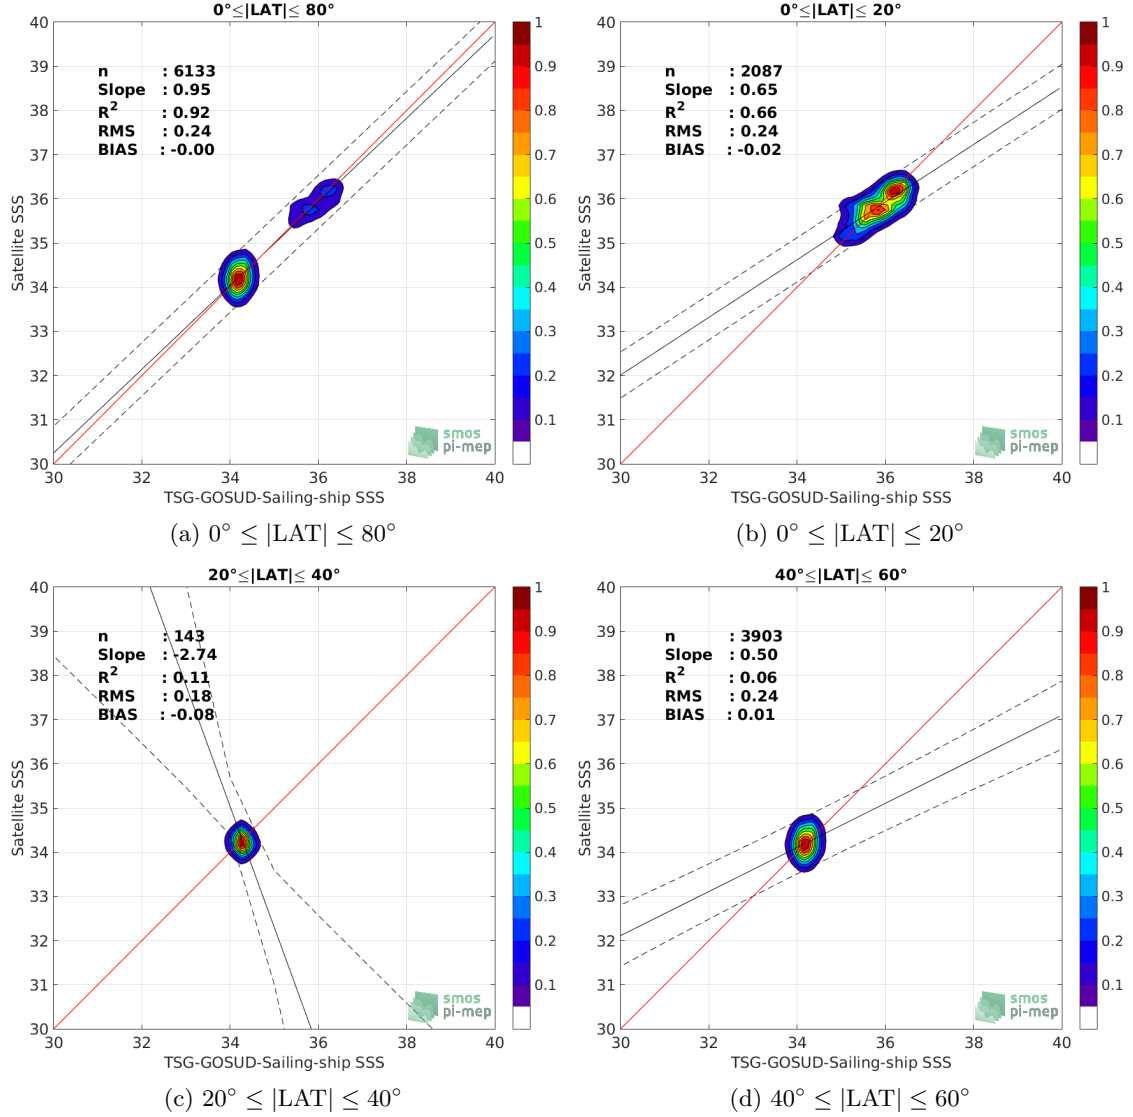 0°≤|LAT|≤ 80°
40
39
38
37
36
35
34
33
32
31
30
30
32
34
36
38
40
Satellite SSS
TSG-GOSUD-Sailing-ship SSS
n : 6133
Slope : 0.95
R2 : 0.92
RMS : 0.24
BIAS : -0.00
smos
pi-mep
1
0.9
0.8
0.7
0.6
0.5
0.4
0.3
0.2
0.1
(a) 0° ≤ |LAT| ≤ 80°
0°≤|LAT|≤ 20°
40
39
38
37
36
35
34
33
32
31
30
30
32
34
36
38
40
Satellite SSS
TSG-GOSUD-Sailing-ship SSS
n : 2087
Slope : 0.65
R2 : 0.66
RMS : 0.24
BIAS : -0.02
smos
pi-mep
1
0.9
0.8
0.7
0.6
0.5
0.4
0.3
0.2
0.1
(b) 0° ≤ |LAT| ≤ 20°
20°≤|LAT|≤ 40°
40
39
38
37
36
35
34
33
32
31
30
30
32
34
36
38
40
Satellite SSS
TSG-GOSUD-Sailing-ship SSS
n : 143
Slope : -2.74
R2 : 0.11
RMS : 0.18
BIAS : -0.08
smos
pi-mep
1
0.9
0.8
0.7
0.6
0.5
0.4
0.3
0.2
0.1
(c) 20° ≤ |LAT| ≤ 40°
40°≤|LAT|≤ 60°
40
39
38
37
36
35
34
33
32
31
30
30
32
34
36
38
40
Satellite SSS
TSG-GOSUD-Sailing-ship SSS
n : 3903
Slope : 0.50
R2 : 0.06
RMS : 0.24
BIAS : 0.01
smos
pi-mep
1
0.9
0.8
0.7
0.6
0.5
0.4
0.3
0.2
0.1
(d) 40° ≤ |LAT| ≤ 60°